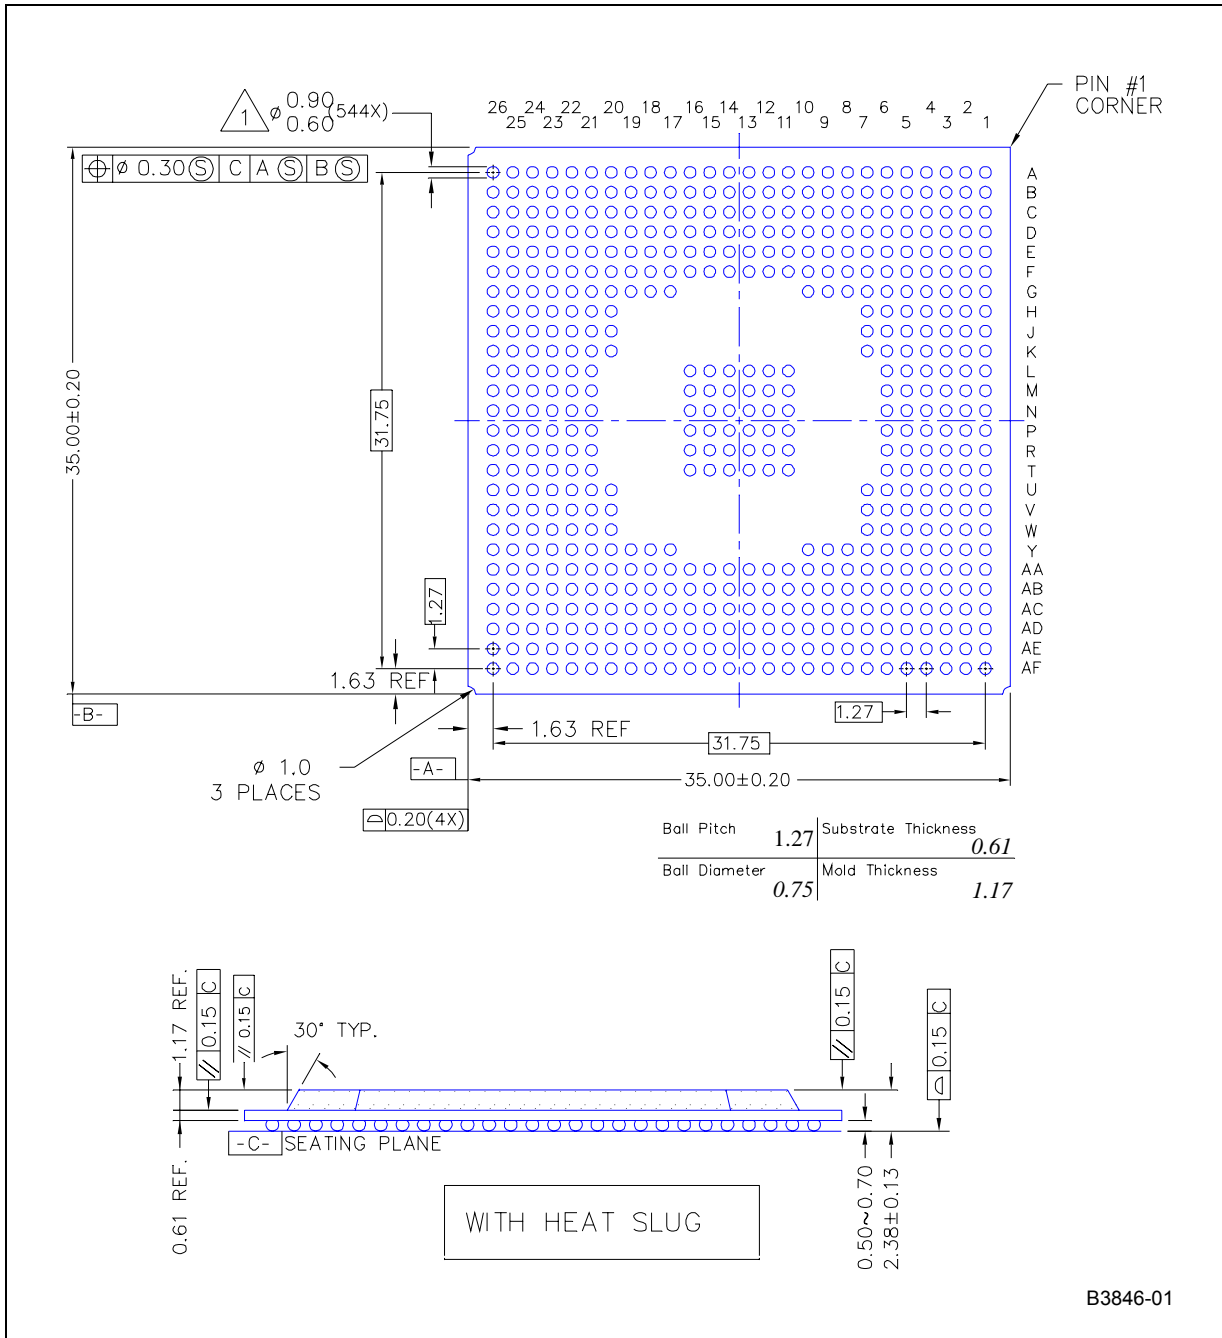 PIN #1
CORNER
1
ø 0.90
0.60 (544X)
26 24 22 20 18 16 14 12 10 8 6 4 2
25 23 21 19 17 15 13 11 9 7 5 3 1
⌖ ø 0.30 Ⓢ C A Ⓢ B Ⓢ
A
B
C
D
E
F
G
H
J
K
L
M
N
P
R
T
U
V
W
Y
AA
AB
AC
AD
AE
AF
35.00±0.20
31.75
1.27
1.63 REF
-B-
1.27
1.63 REF
31.75
ø 1.0
3 PLACES
-A-
35.00±0.20
⌓ 0.20(4X)
Ball Pitch 1.27 Substrate Thickness 0.61
Ball Diameter 0.75 Mold Thickness 1.17
1.17 REF.
// 0.15 C
// 0.15 C
30° TYP.
// 0.15 C
⌓ 0.15 C
-C- SEATING PLANE
0.61 REF.
0.50~0.70
2.38±0.13
WITH HEAT SLUG
B3846-01